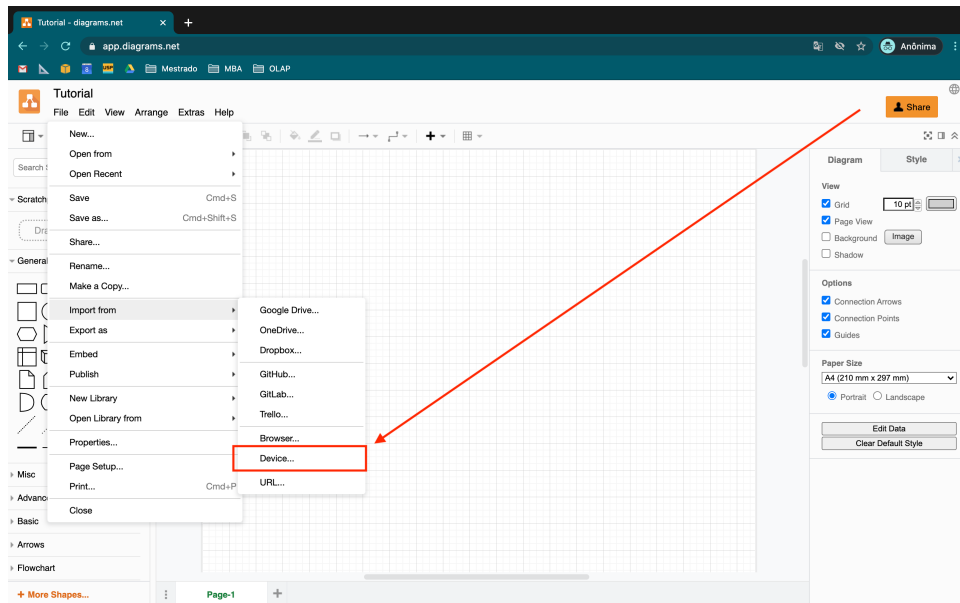 Tutorial - diagrams.net
app.diagrams.net
Anônima
USP
Mestrado MBA OLAP
Tutorial
File Edit View Arrange Extras Help
Share
New...
Open from
Open Recent
Save Cmd+S
Save as... Cmd+Shift+S
Share...
Rename...
Make a Copy...
Import from
Export as
Embed
Publish
New Library
Open Library from
Properties...
Page Setup...
Print... Cmd+P
Close
Google Drive...
OneDrive...
Dropbox...
GitHub...
GitLab...
Trello...
Browser...
Device...
URL...
Search
Scratch
Dra
General
Misc
Advanc
Basic
Arrows
Flowchart
+ More Shapes...
Page-1
Diagram Style
View
Grid 10 pt
Page View
Background Image
Shadow
Options
Connection Arrows
Connection Points
Guides
Paper Size
A4 (210 mm x 297 mm)
Portrait Landscape
Edit Data
Clear Default Style